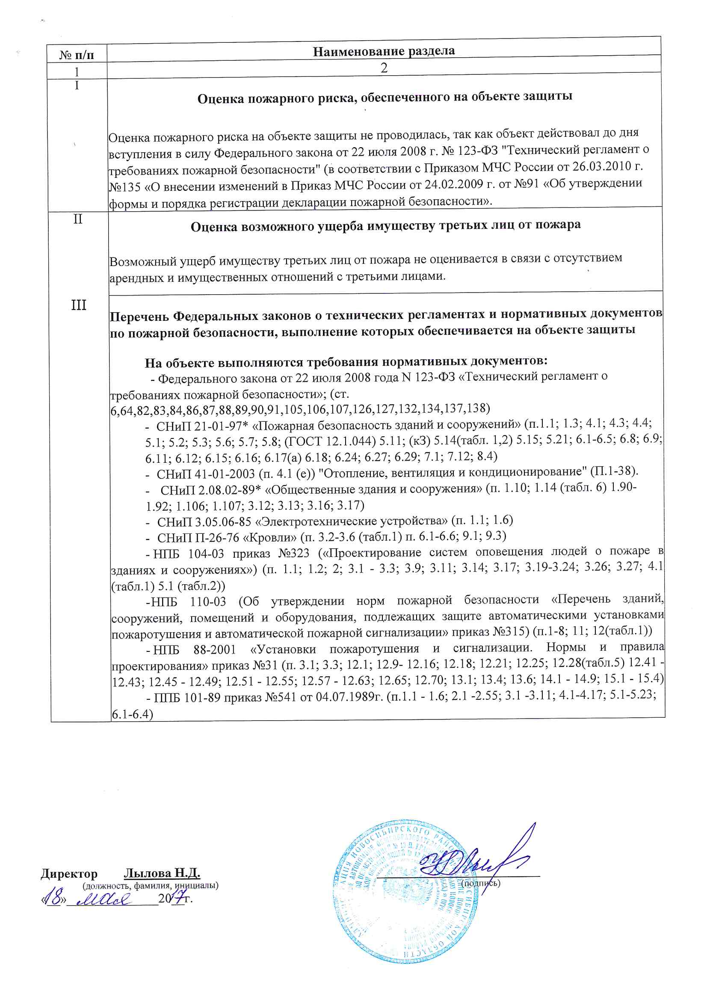 № п/п
Наименование раздела
1
2
I
Оценка пожарного риска, обеспеченного на объекте защиты
Оценка пожарного риска на объекте защиты не проводилась, так как объект действовал до дня
вступления в силу Федерального закона от 22 июля 2008 г. № 123-ФЗ "Технический регламент о
требованиях пожарной безопасности" (в соответствии с Приказом МЧС России от 26.03.2010 г.
№135 «О внесении изменений в Приказ МЧС России от 24.02.2009 г. от №91 «Об утверждении
формы и порядка регистрации декларации пожарной безопасности».
II
Оценка возможного ущерба имуществу третьих лиц от пожара
Возможный ущерб имуществу третьих лиц от пожара не оценивается в связи с отсутствием
арендных и имущественных отношений с третьими лицами.
III
Перечень Федеральных законов о технических регламентах и нормативных документов
по пожарной безопасности, выполнение которых обеспечивается на объекте защиты
На объекте выполняются требования нормативных документов:
- Федерального закона от 22 июля 2008 года N 123-ФЗ «Технический регламент о
требованиях пожарной безопасности»; (ст.
6,64,82,83,84,86,87,88,89,90,91,105,106,107,126,127,132,134,137,138)
- СНиП 21-01-97* «Пожарная безопасность зданий и сооружений» (п.1.1; 1.3; 4.1; 4.3; 4.4;
5.1; 5.2; 5.3; 5.6; 5.7; 5.8; (ГОСТ 12.1.044) 5.11; (кЗ) 5.14(табл. 1,2) 5.15; 5.21; 6.1-6.5; 6.8; 6.9;
6.11; 6.12; 6.15; 6.16; 6.17(а) 6.18; 6.24; 6.27; 6.29; 7.1; 7.12; 8.4)
- СНиП 41-01-2003 (п. 4.1 (е)) "Отопление, вентиляция и кондиционирование" (П.1-38).
- СНиП 2.08.02-89* «Общественные здания и сооружения» (п. 1.10; 1.14 (табл. 6) 1.90-
1.92; 1.106; 1.107; 3.12; 3.13; 3.16; 3.17)
- СНиП 3.05.06-85 «Электротехнические устройства» (п. 1.1; 1.6)
- СНиП П-26-76 «Кровли» (п. 3.2-3.6 (табл.1) п. 6.1-6.6; 9.1; 9.3)
- НПБ 104-03 приказ №323 («Проектирование систем оповещения людей о пожаре в
зданиях и сооружениях») (п. 1.1; 1.2; 2; 3.1 - 3.3; 3.9; 3.11; 3.14; 3.17; 3.19-3.24; 3.26; 3.27; 4.1
(табл.1) 5.1 (табл.2))
-НПБ 110-03 (Об утверждении норм пожарной безопасности «Перечень зданий,
сооружений, помещений и оборудования, подлежащих защите автоматическими установками
пожаротушения и автоматической пожарной сигнализации» приказ №315) (п.1-8; 11; 12(табл.1))
- НПБ 88-2001 «Установки пожаротушения и сигнализации. Нормы и правила
проектирования» приказ №31 (п. 3.1; 3.3; 12.1; 12.9- 12.16; 12.18; 12.21; 12.25; 12.28(табл.5) 12.41 -
12.43; 12.45 - 12.49; 12.51 - 12.55; 12.57 - 12.63; 12.65; 12.70; 13.1; 13.4; 13.6; 14.1 - 14.9; 15.1 - 15.4)
- ППБ 101-89 приказ №541 от 04.07.1989г. (п.1.1 - 1.6; 2.1 -2.55; 3.1 -3.11; 4.1-4.17; 5.1-5.23;
6.1-6.4)
НОВОСИБИРСКОГО
ОБЛАСТИ
Директор Лылова Н.Д.
(должность, фамилия, инициалы)
(подпись)
«18» мая 2017г.